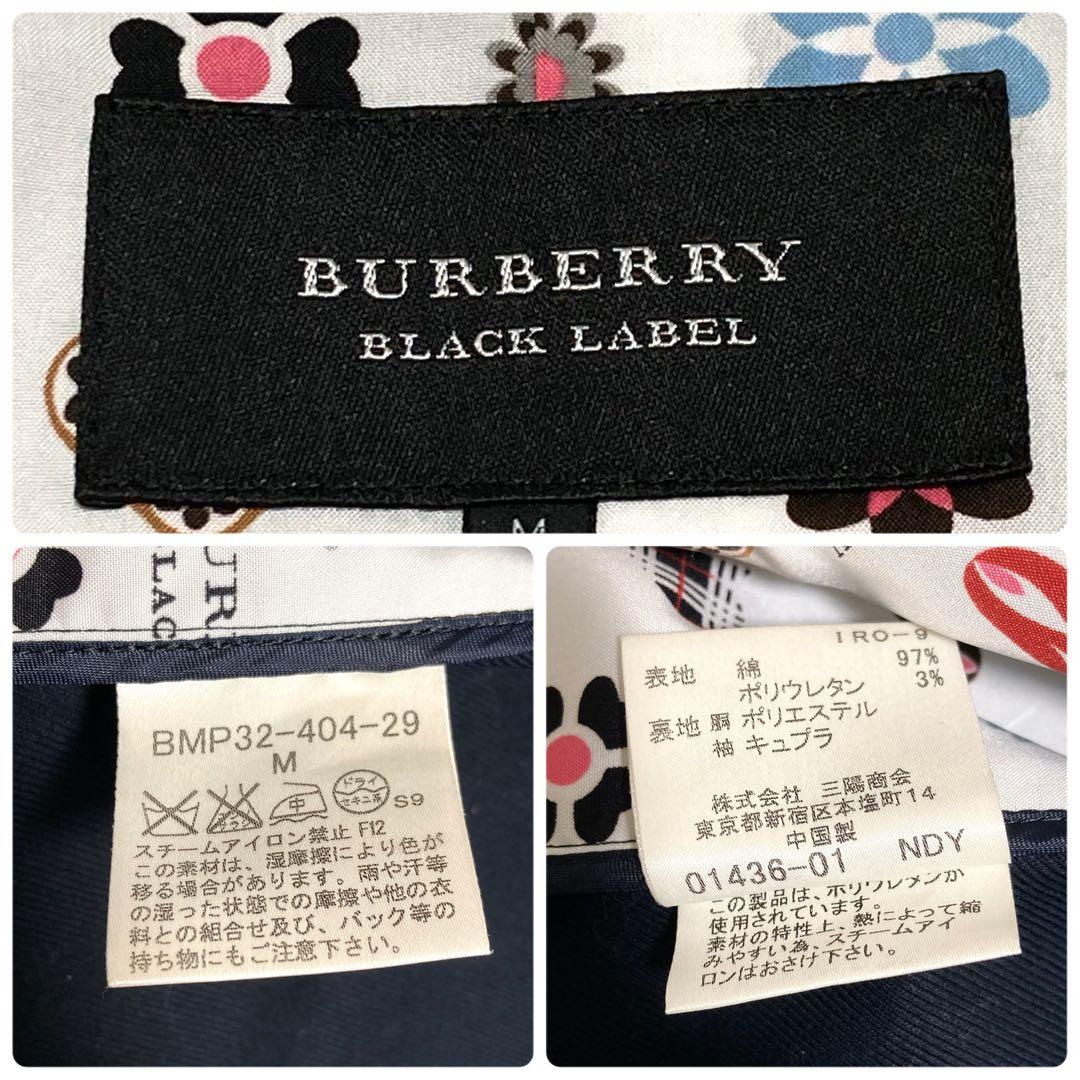 BURBERRY
BLACK LABEL
M
UR
LAC
BMP32-404-29
M
中
ドライ
セキユ系
S9
スチームアイロン禁止 FI2
この素材は、湿摩擦により色が
移る場合があります。雨や汗等
の湿った状態での摩擦や他の衣
料との組合せ及び、バック等の
持ち物にもご注意下さい。
IRO-9
表地 綿 97%
ポリウレタン 3%
裏地 胴 ポリエステル
袖 キュプラ
株式会社 三陽商会
東京都新宿区本塩町14
中国製
01436-01 NDY
この製品は、ポリウレタンが
使用されています。
素材の特性上、熱によって縮
みやすい為、スチームアイ
ロンはおさけ下さい。